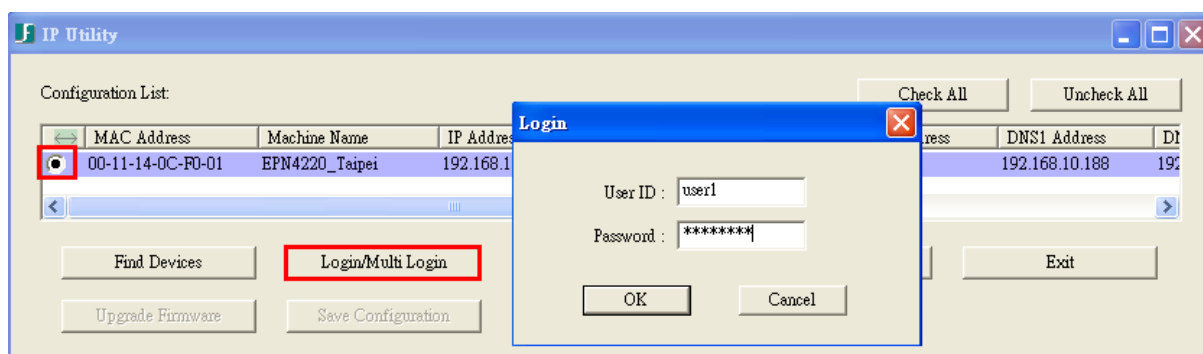 IP Utility
Configuration List:
Check All
Uncheck All
MAC Address Machine Name IP Addres ress DNS1 Address
00-11-14-0C-F0-01 EPN4220_Taipei 192.168.1 192.168.10.188 192
Login
User ID : user1
Password : ********
OK Cancel
Find Devices Login/Multi Login Exit
Upgrade Firmware Save Configuration